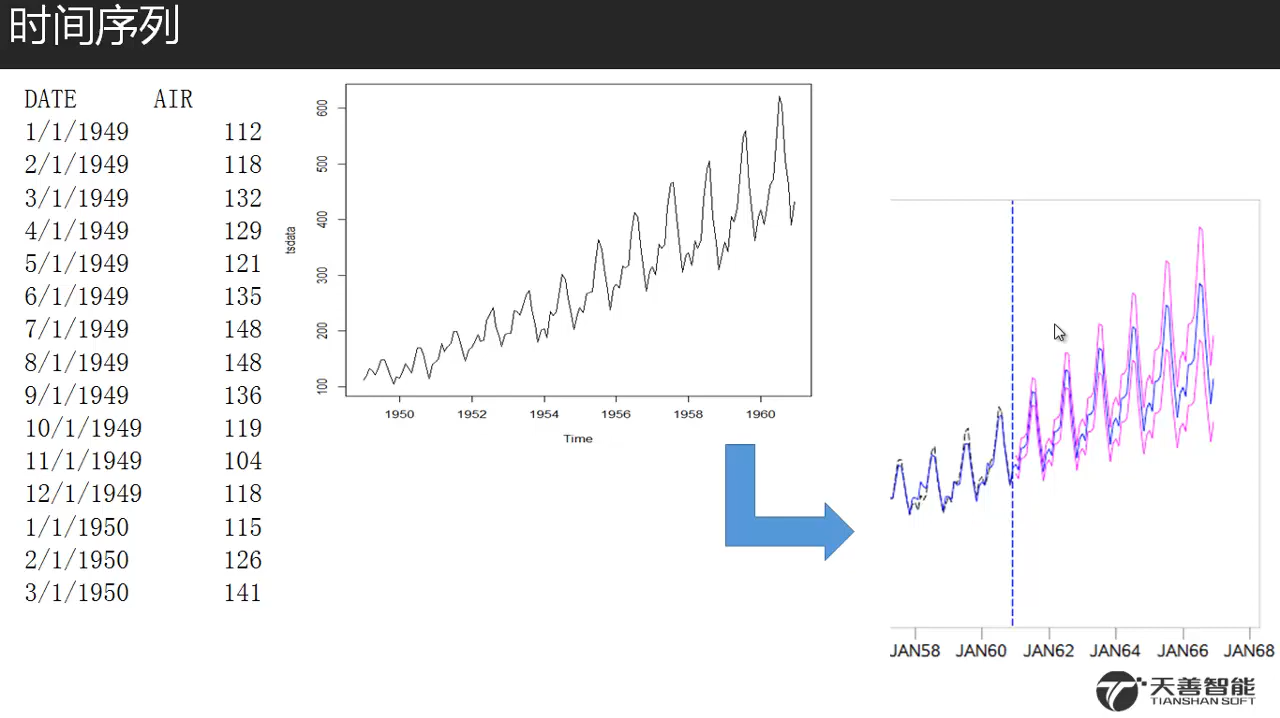 时间序列
DATE AIR
1/1/1949 112
2/1/1949 118
3/1/1949 132
4/1/1949 129
5/1/1949 121
6/1/1949 135
7/1/1949 148
8/1/1949 148
9/1/1949 136
10/1/1949 119
11/1/1949 104
12/1/1949 118
1/1/1950 115
2/1/1950 126
3/1/1950 141
tsdata
600
500
400
300
200
100
1950 1952 1954 1956 1958 1960
Time
JAN58 JAN60 JAN62 JAN64 JAN66 JAN68
天善智能
TIANSHAN SOFT